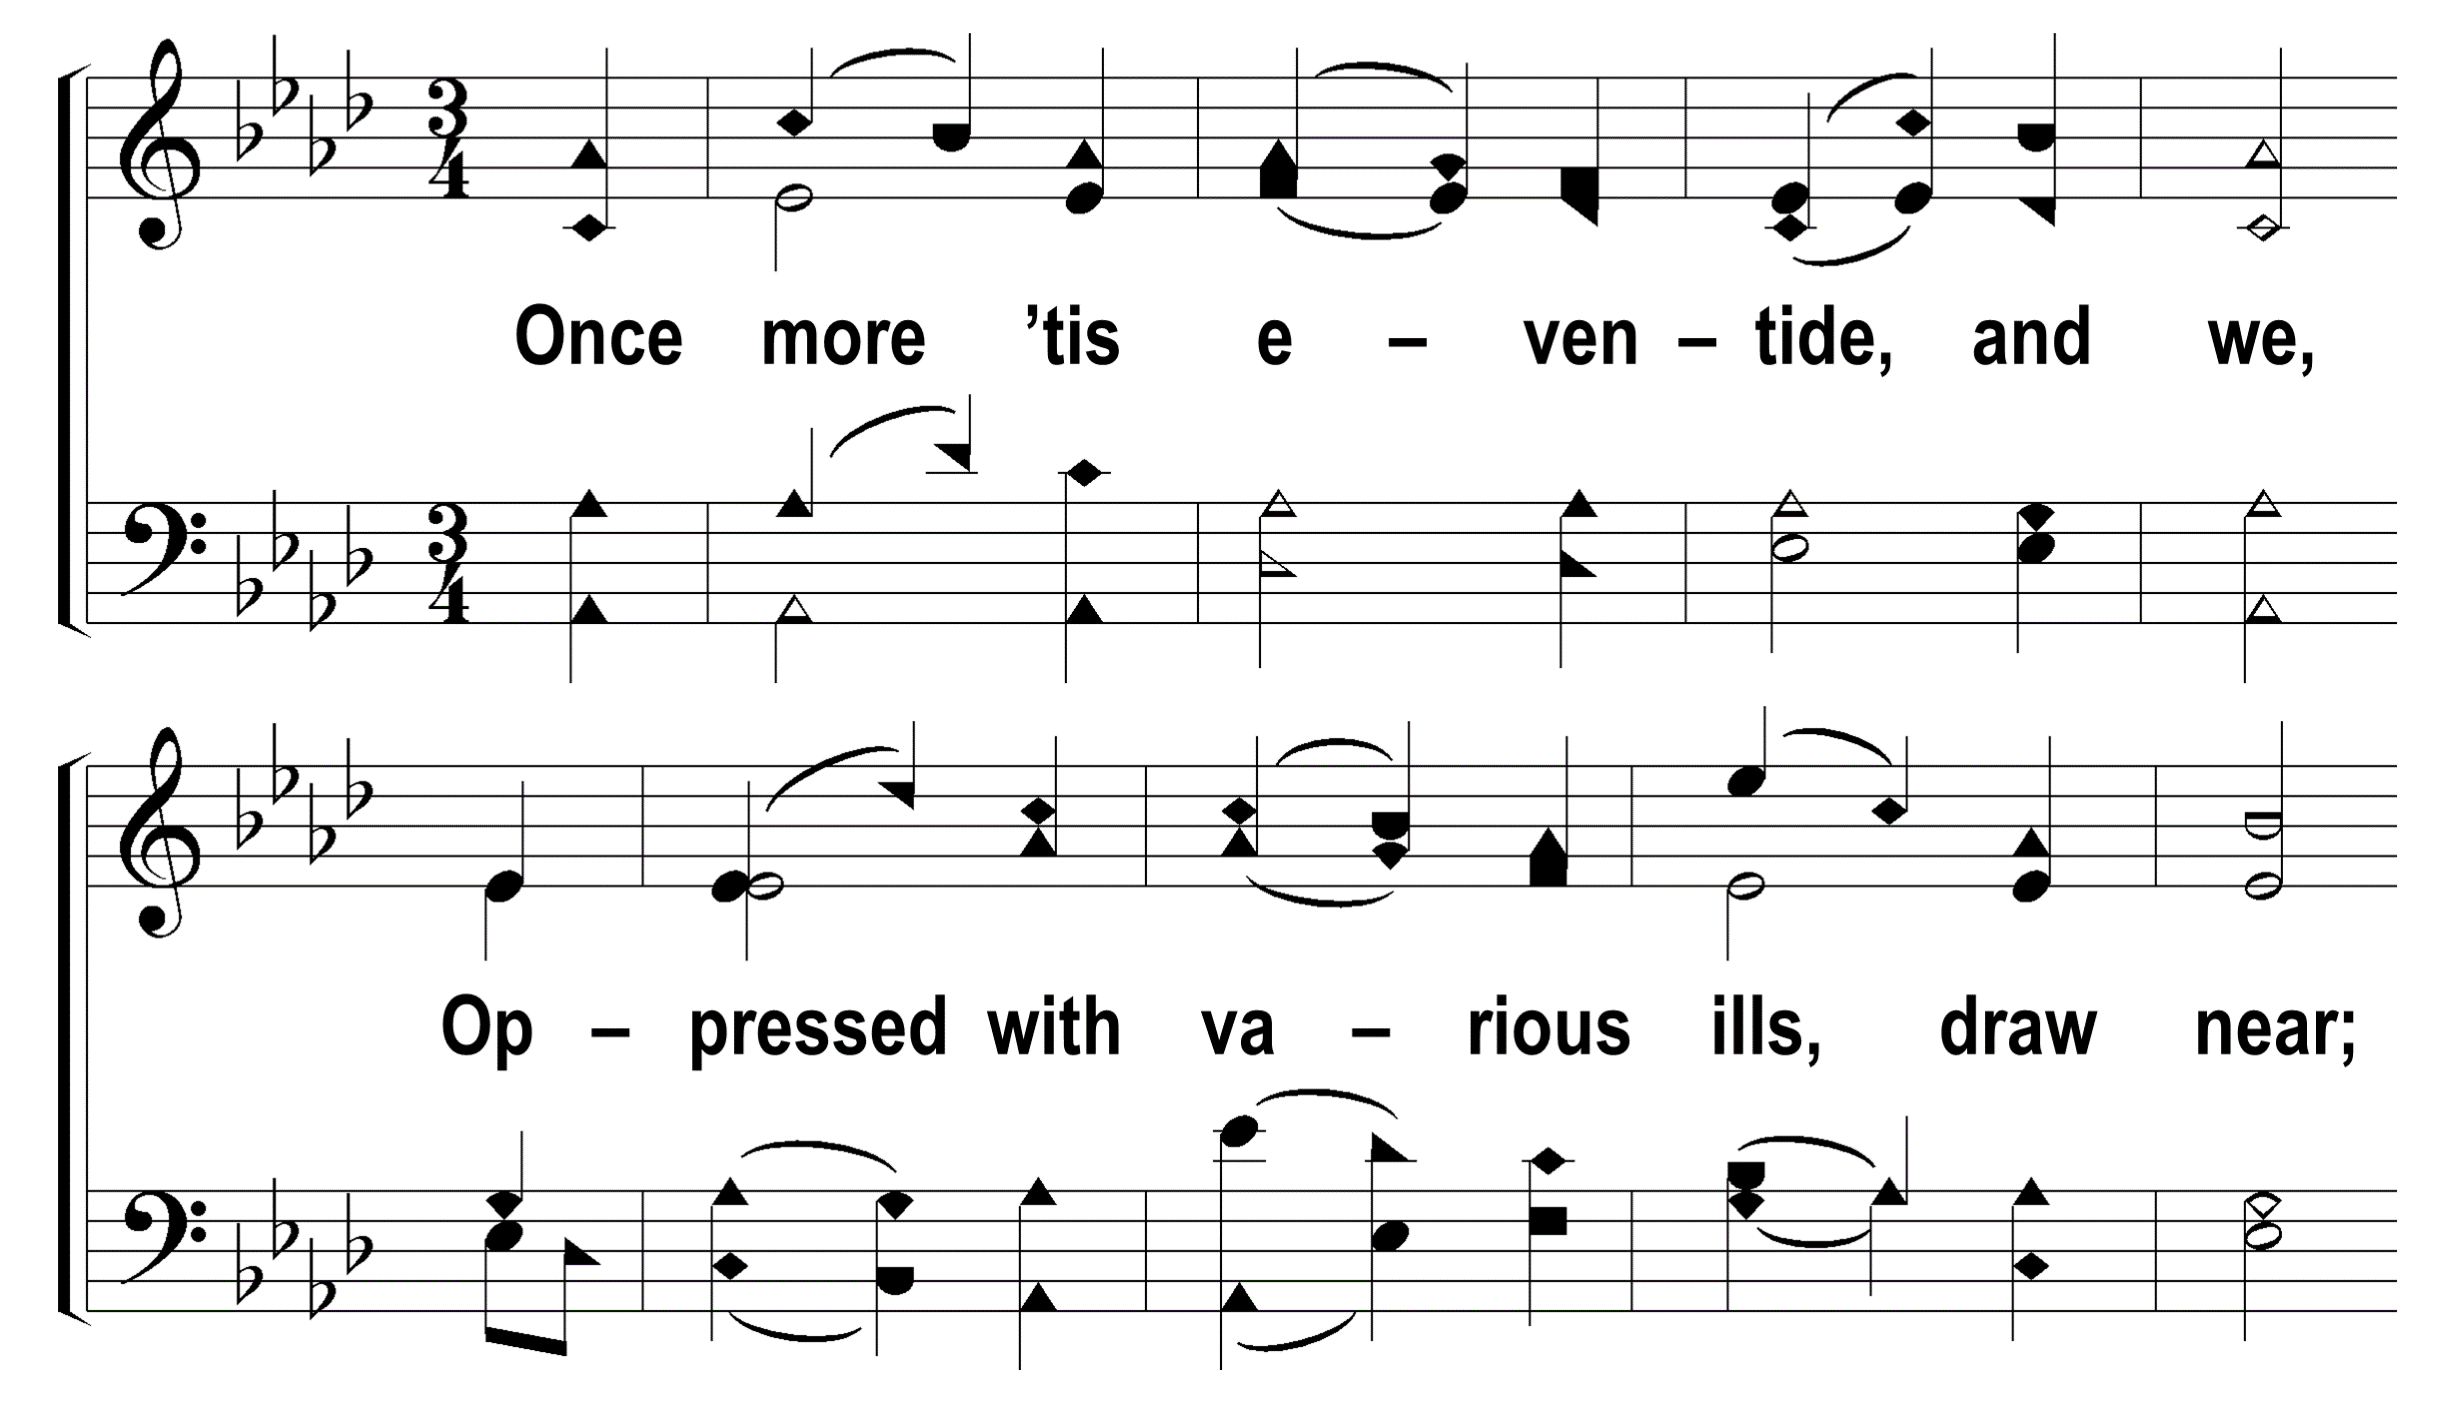 Once more ’tis e – ven – tide, and we,
Op – pressed with va – rious ills, draw near;